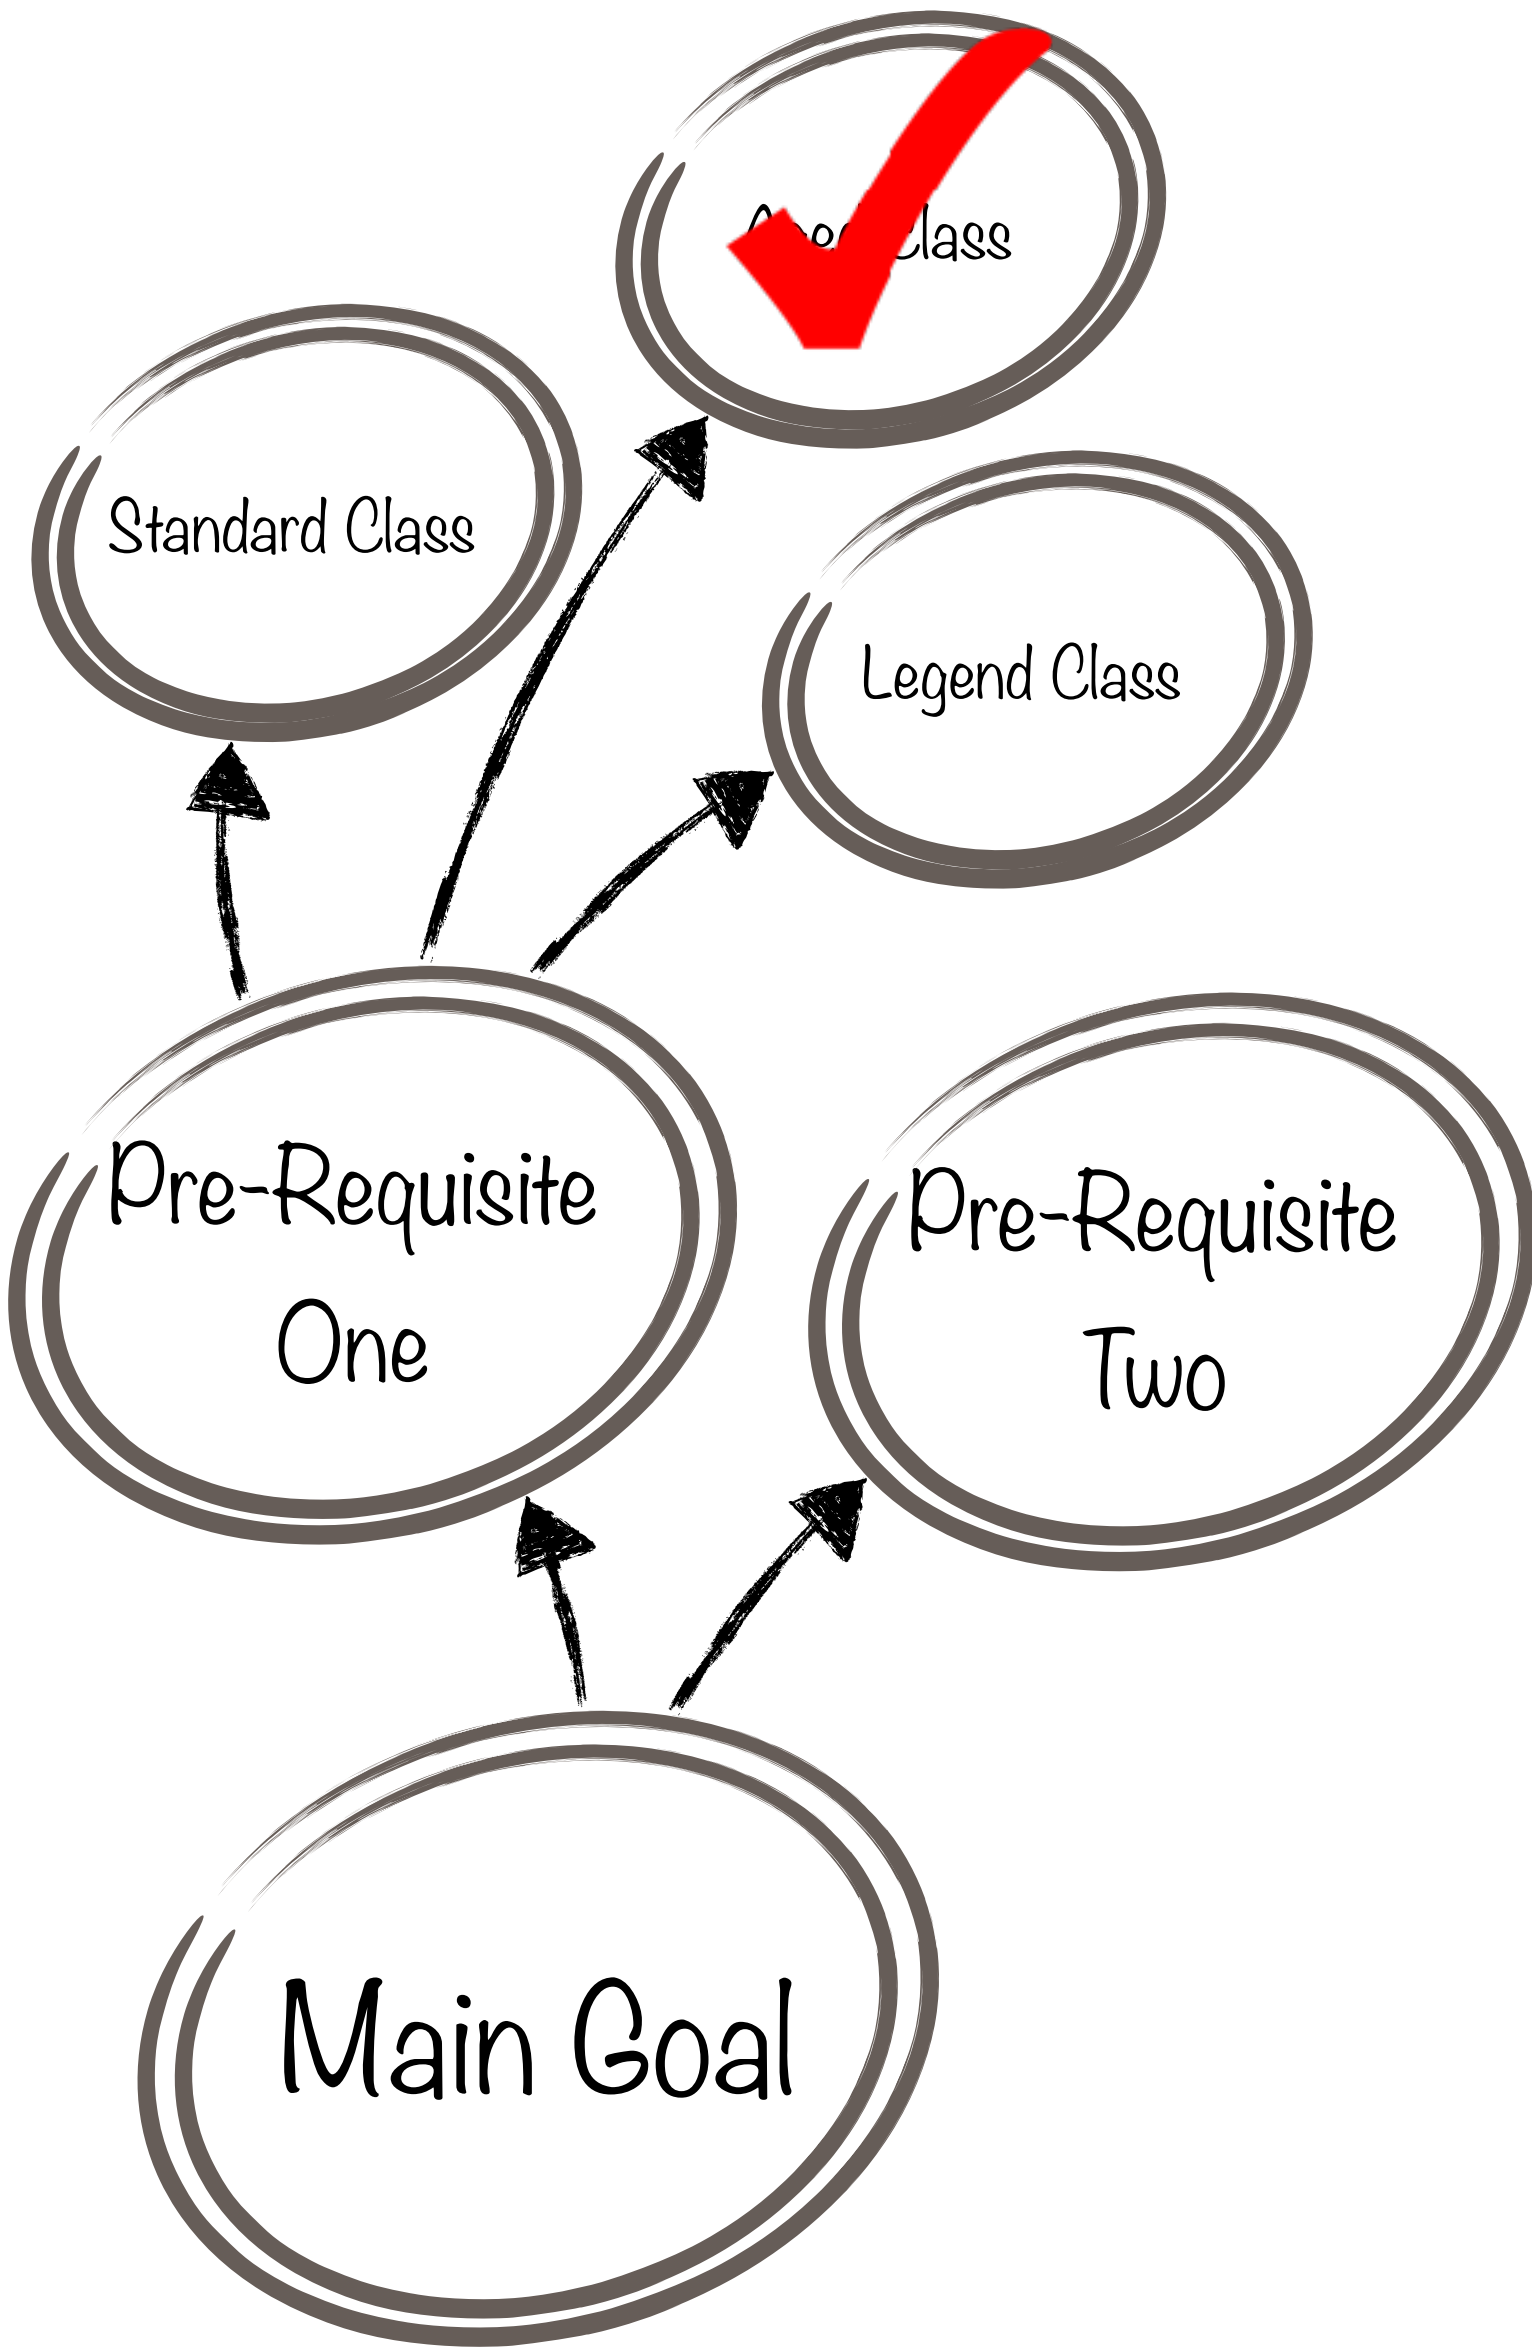 Class
Standard Class
Legend Class
Pre-Requisite
One
Pre-Requisite
Two
Main Goal